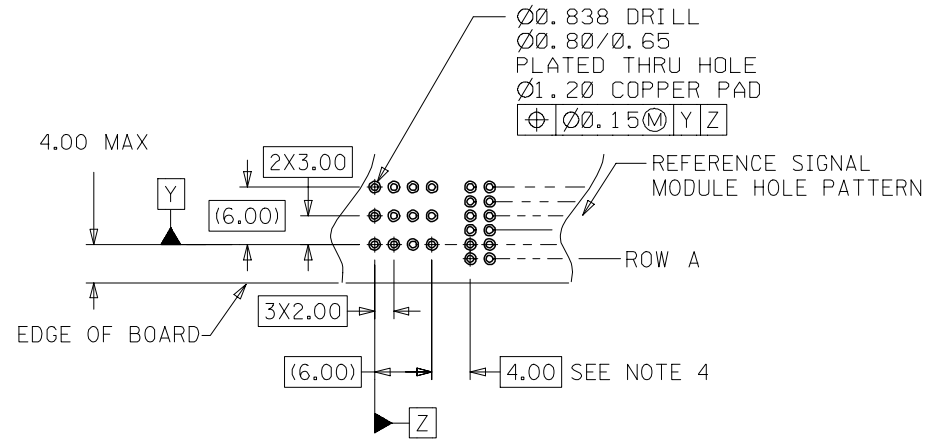 Ø0.838 DRILL
Ø0.80/0.65
PLATED THRU HOLE
Ø1.20 COPPER PAD
⌖ Ø0.15Ⓜ Y Z
4.00 MAX
2X3.00
REFERENCE SIGNAL
MODULE HOLE PATTERN
Y
(6.00)
ROW A
3X2.00
EDGE OF BOARD
(6.00)
4.00 SEE NOTE 4
Z